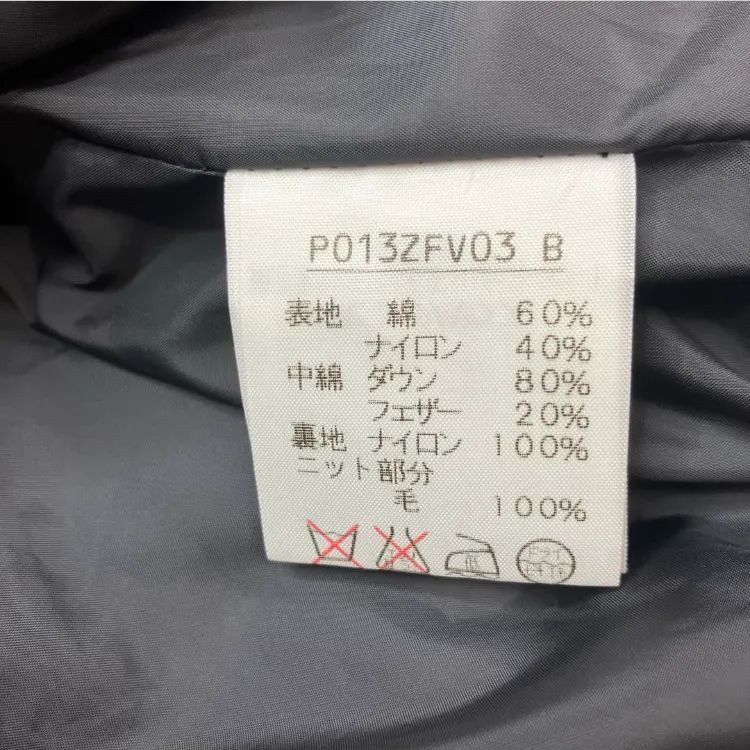 P013ZFV03 B
表地 綿 60%
ナイロン 40%
中綿 ダウン 80%
フェザー 20%
裏地 ナイロン 100%
ニット部分
毛 100%
低